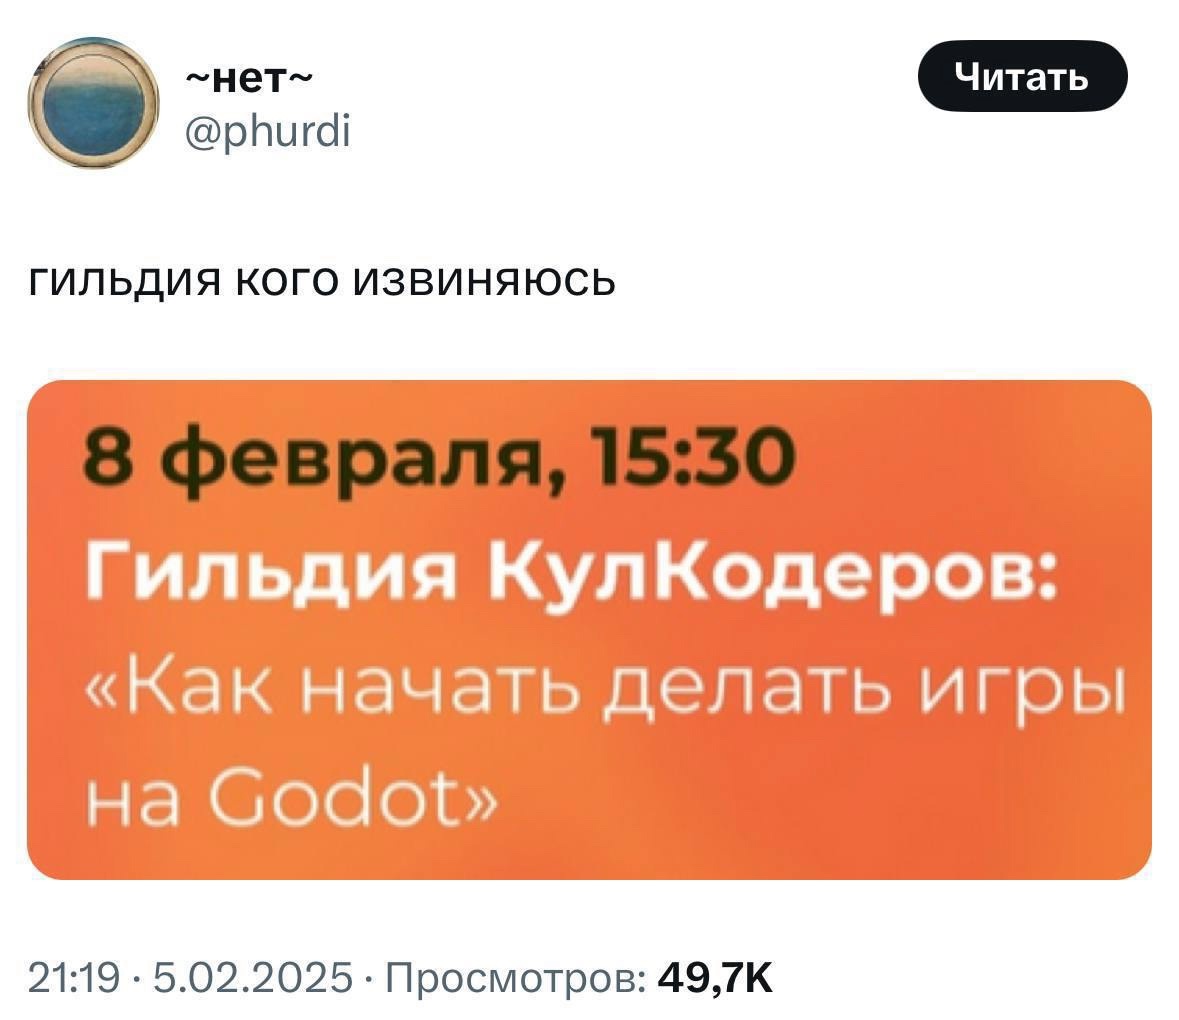 ~нет~
@phurdi
Читать
гильдия кого извиняюсь
8 февраля, 15:30
Гильдия КулКодеров:
«Как начать делать игры
на Godot»
21:19 · 5.02.2025 · Просмотров: 49,7K